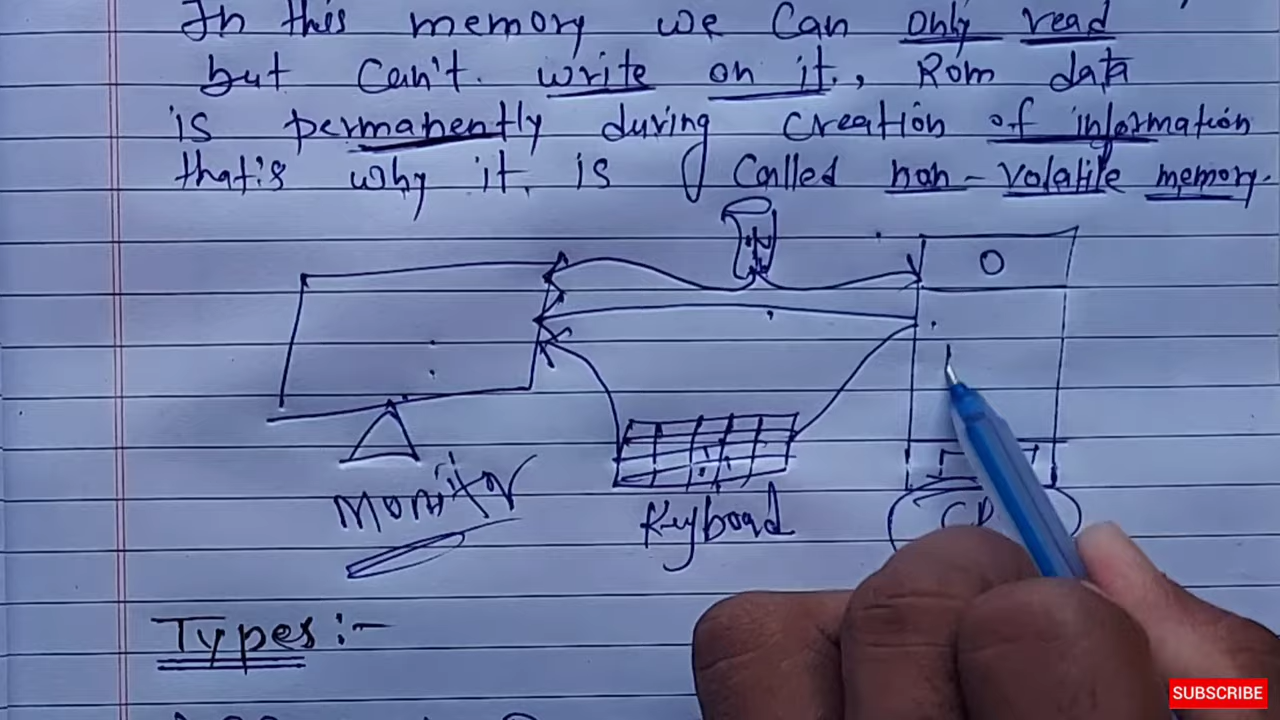 In this memory we can only read
but can't. write on it., Rom data
is permanently during creation of information
that's why it. is called non-volatile memory.
Monitor
Keyboad
Types:-
SUBSCRIBE